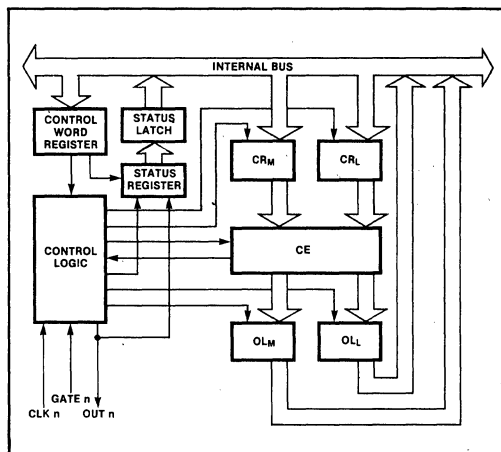 INTERNAL BUS
CONTROL
WORD
REGISTER
STATUS
LATCH
STATUS
REGISTER
CRM
CRL
CONTROL
LOGIC
CE
OLM
OLL
CLK n
GATE n
OUT n